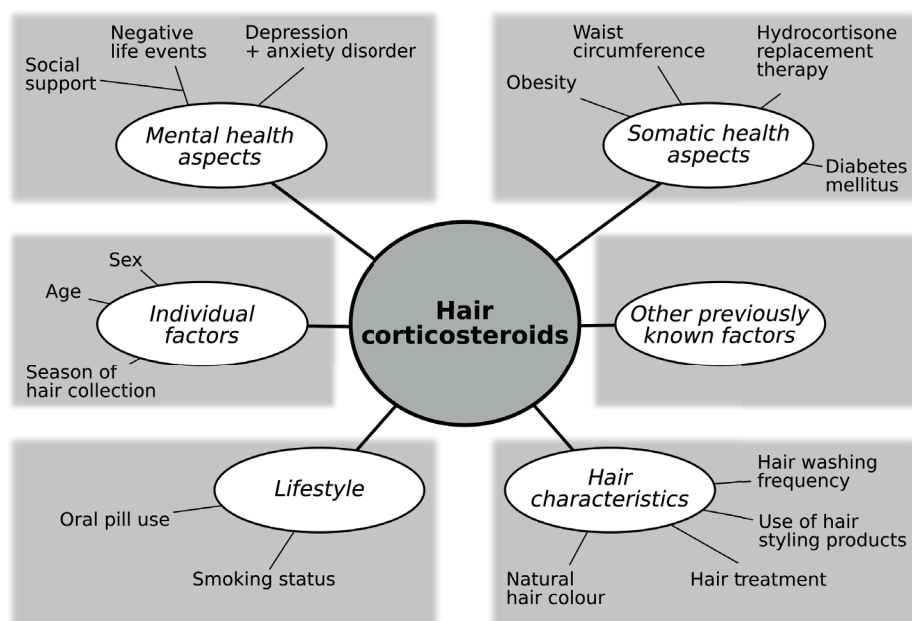 Negative
life events
Depression
+ anxiety disorder
Social
support
Mental health
aspects
Waist
circumference
Hydrocortisone
replacement
therapy
Obesity
Somatic health
aspects
Diabetes
mellitus
Sex
Age
Individual
factors
Season of
hair collection
Hair
corticosteroids
Other previously
known factors
Lifestyle
Oral pill use
Smoking status
Hair
characteristics
Hair washing
frequency
Use of hair
styling products
Natural
hair colour
Hair treatment